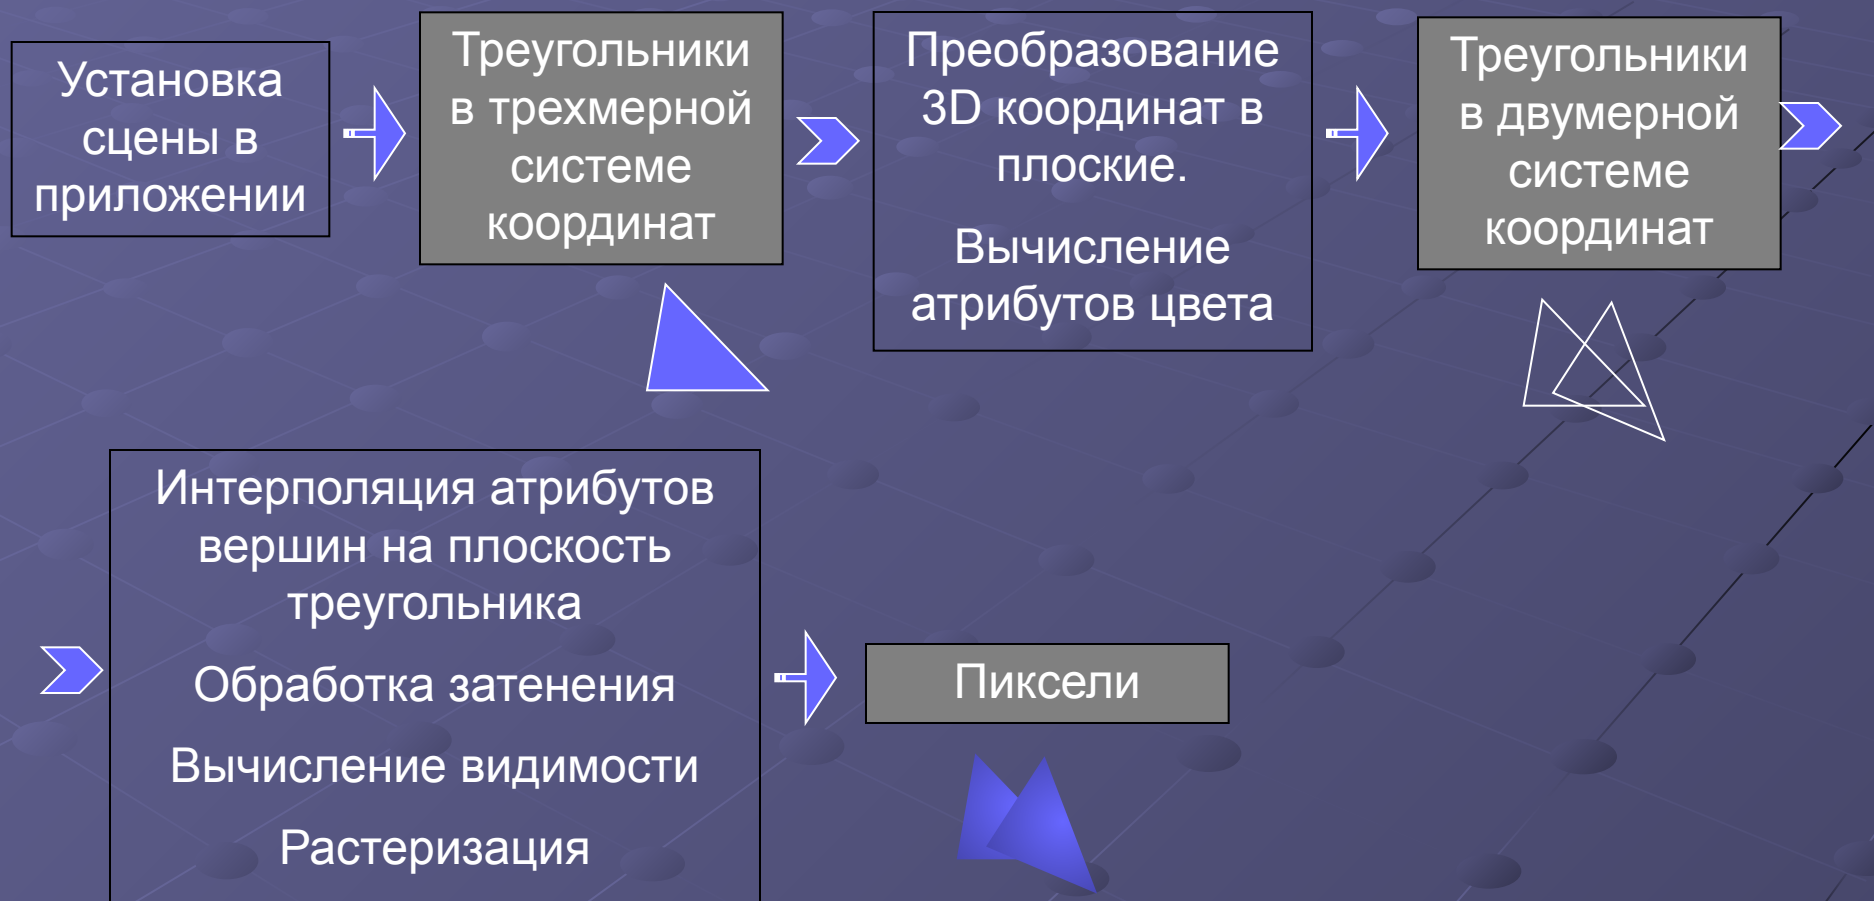 Установка
сцены в
приложении
Треугольники
в трехмерной
системе
координат
Преобразование
3D координат в
плоские.
Вычисление
атрибутов цвета
Треугольники
в двумерной
системе
координат
Интерполяция атрибутов
вершин на плоскость
треугольника
Обработка затенения
Вычисление видимости
Растеризация
Пиксели